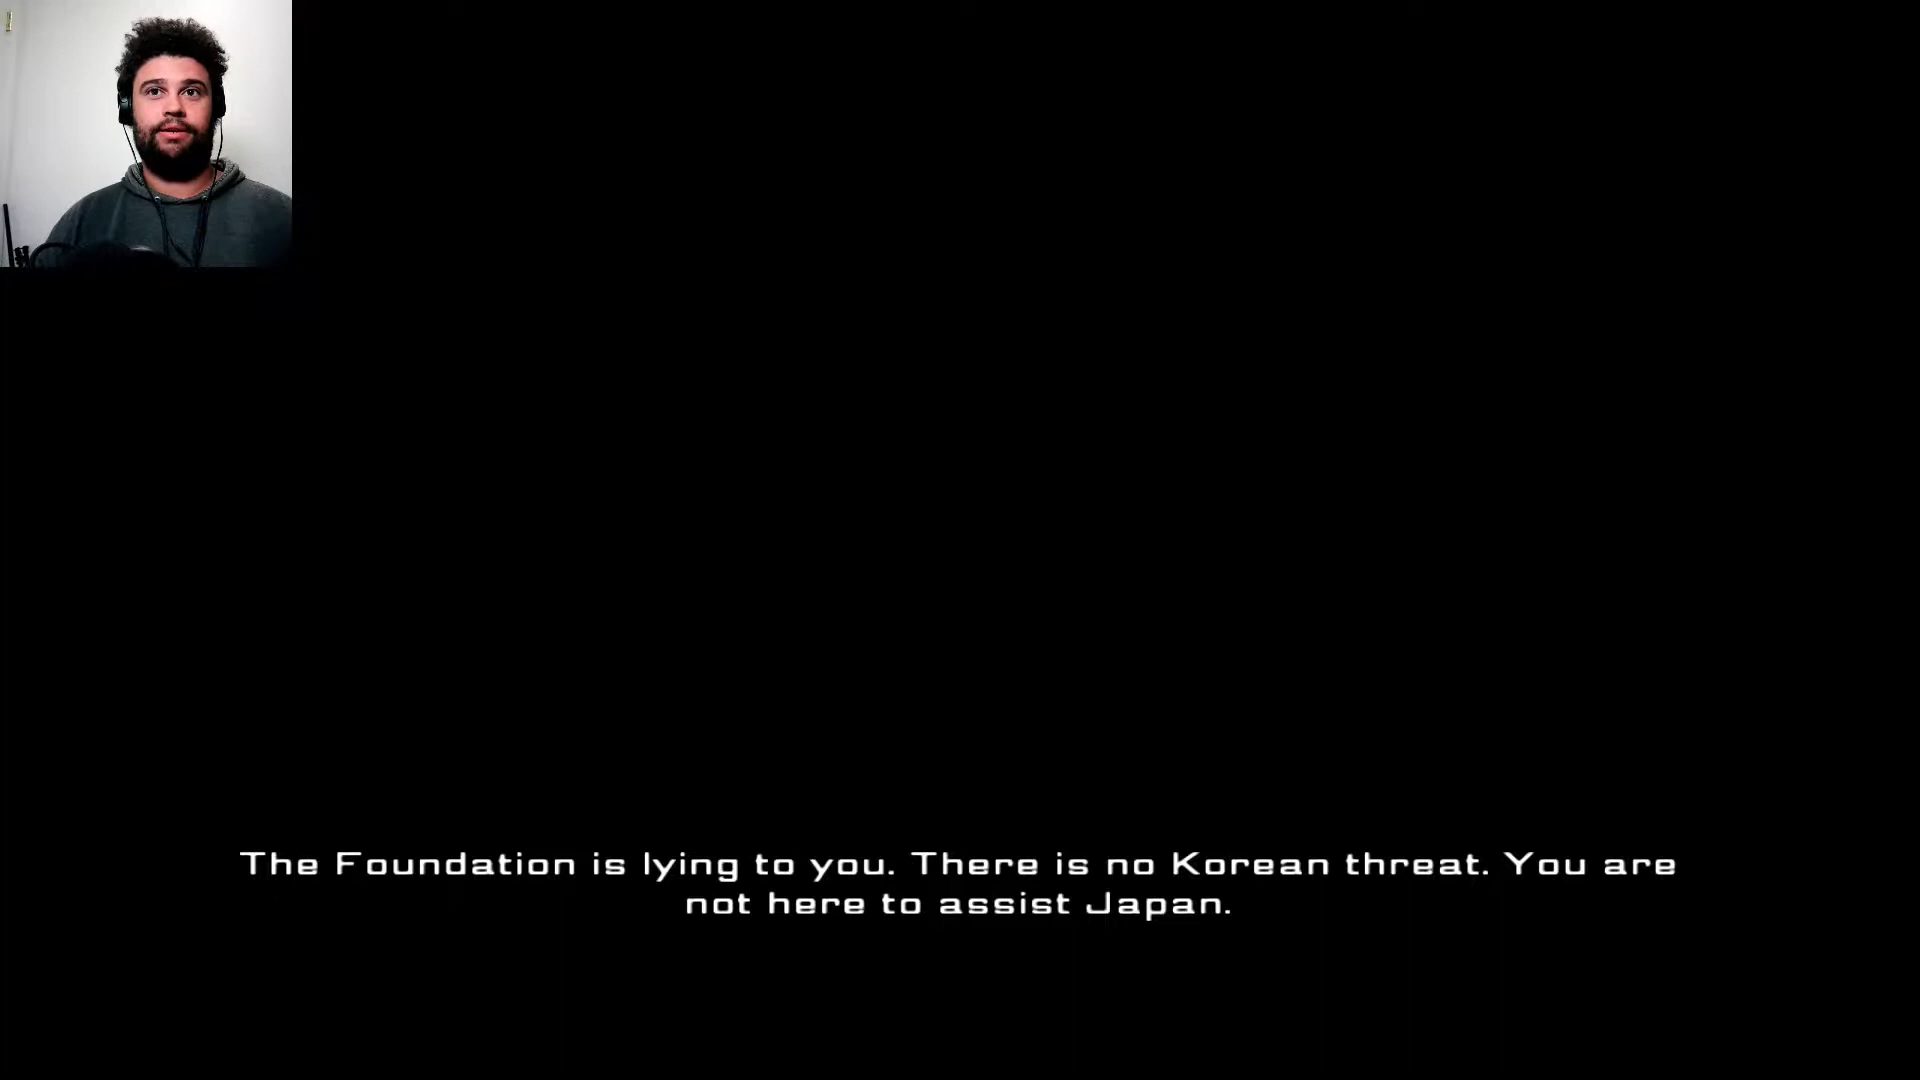 The Foundation is lying to you. There is no Korean threat. You are
not here to assist Japan.